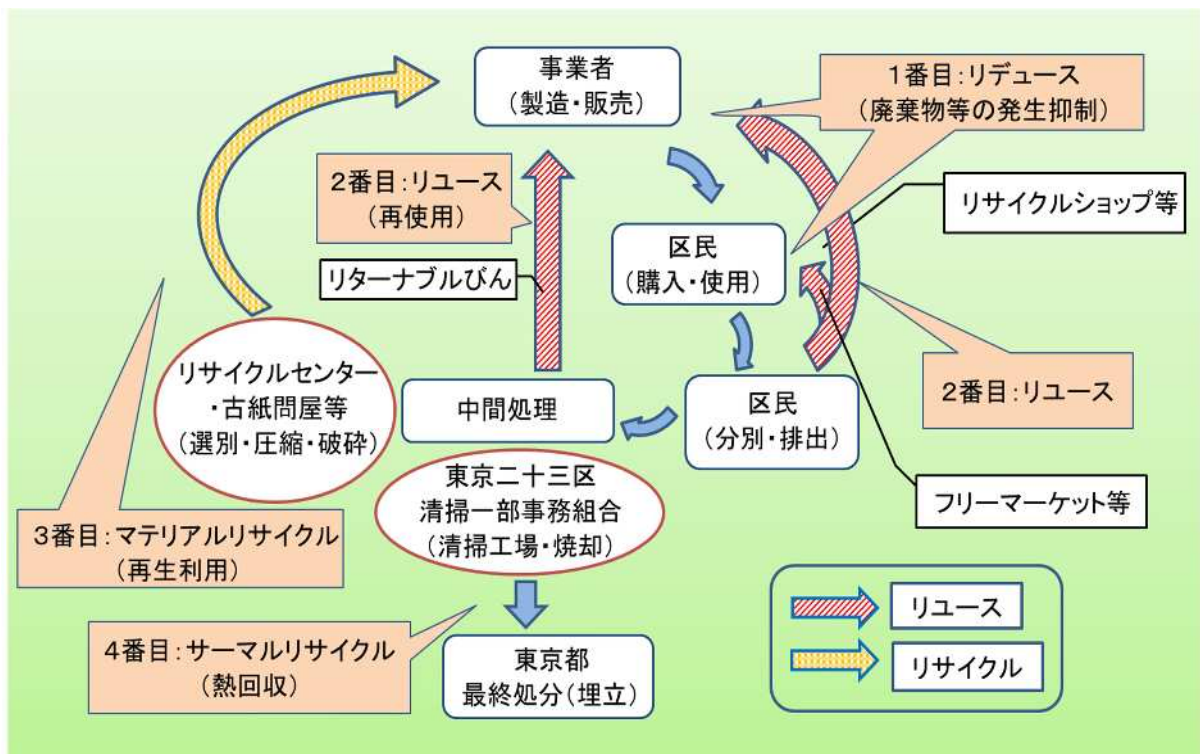 事業者
(製造・販売)
1番目：リデュース
(廃棄物等の発生抑制)
2番目：リユース
(再使用)
リサイクルショップ等
区民
(購入・使用)
リターナブルびん
リサイクルセンター
・古紙問屋等
(選別・圧縮・破砕)
中間処理
区民
(分別・排出)
2番目：リユース
東京二十三区
清掃一部事務組合
(清掃工場・焼却)
フリーマーケット等
3番目：マテリアルリサイクル
(再生利用)
4番目：サーマルリサイクル
(熱回収)
東京都
最終処分(埋立)
リユース
リサイクル